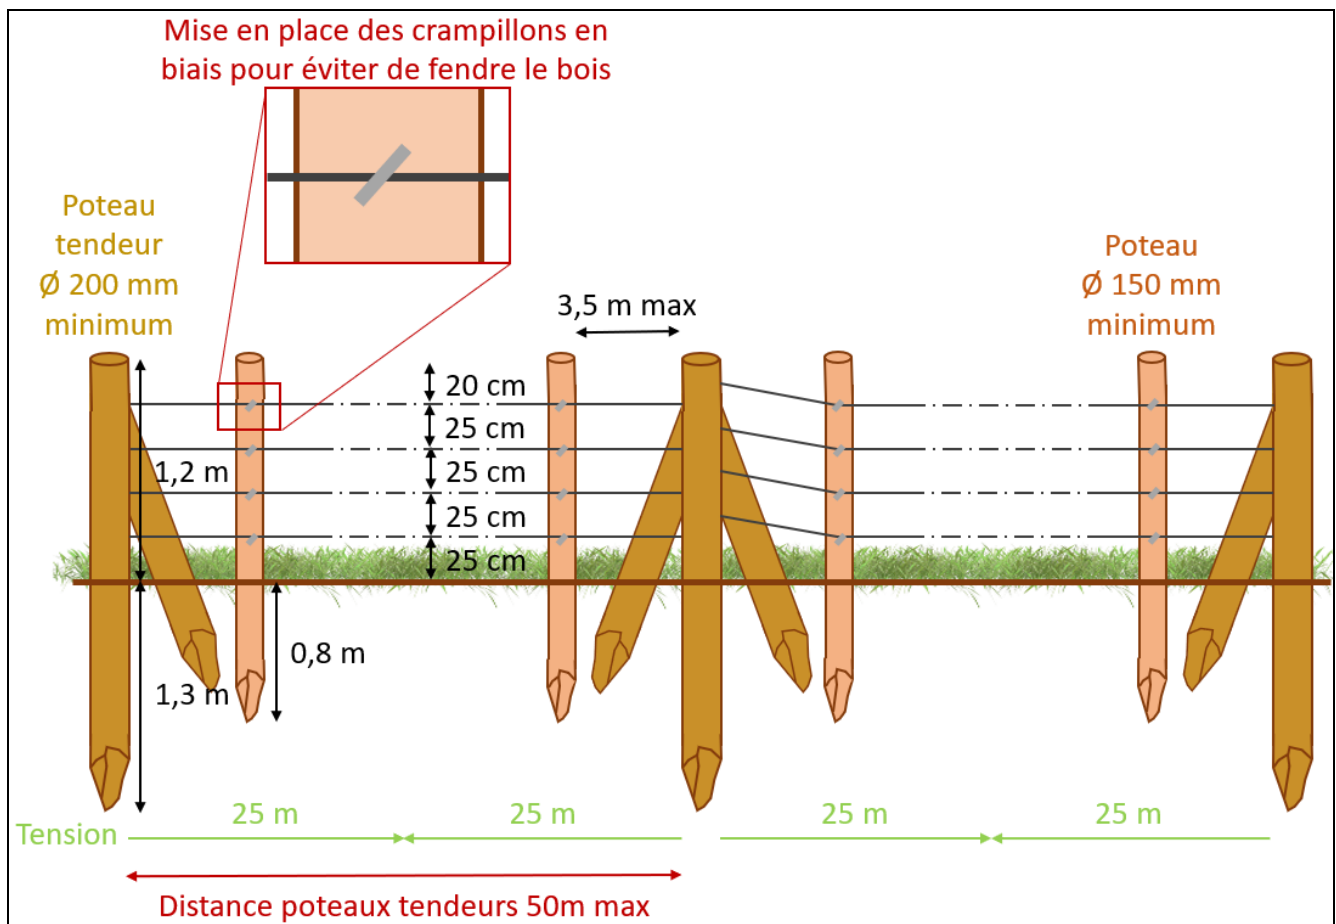 Mise en place des crampillons en
biais pour éviter de fendre le bois
Poteau
tendeur
Ø 200 mm
minimum
3,5 m max
Poteau
Ø 150 mm
minimum
20 cm
25 cm
25 cm
25 cm
25 cm
1,2 m
0,8 m
1,3 m
Tension
25 m
25 m
25 m
25 m
Distance poteaux tendeurs 50m max